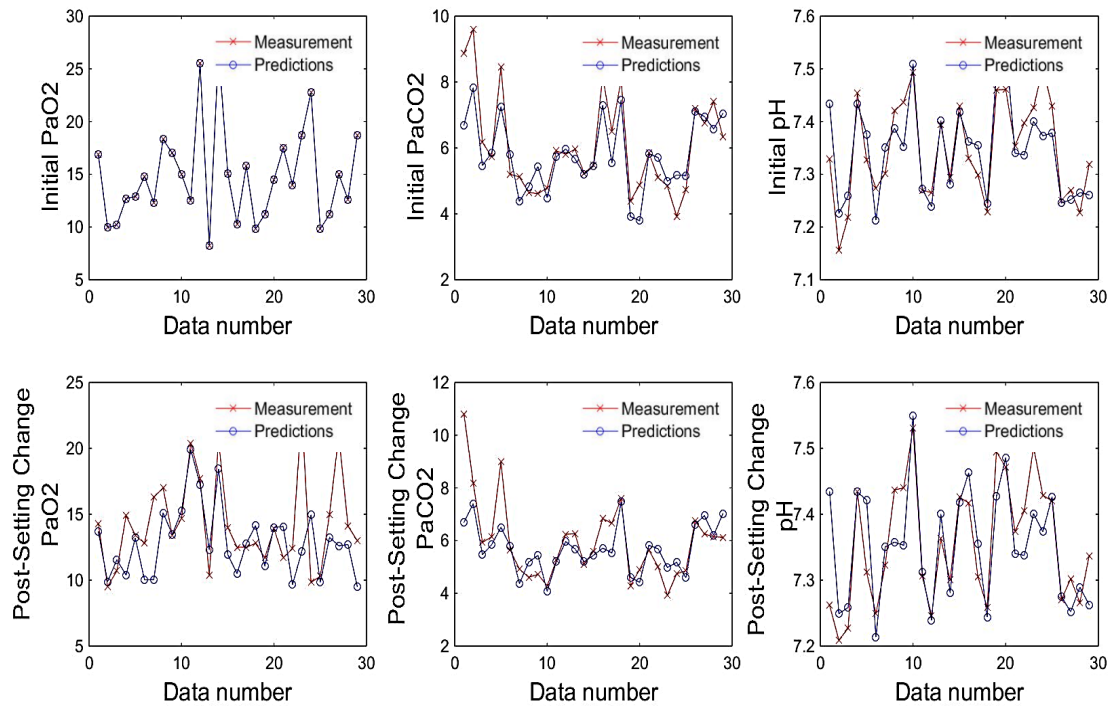 30
25
20
15
10
5
Initial PaO2
Measurement
Predictions
0
10
20
30
Data number
10
8
6
4
2
Initial PaCO2
Measurement
Predictions
0
10
20
30
Data number
7.6
7.5
7.4
7.3
7.2
7.1
Initial pH
Measurement
Predictions
0
10
20
30
Data number
25
20
15
10
5
Post-Setting Change
PaO2
Measurement
Predictions
0
10
20
30
Data number
12
10
8
6
4
2
Post-Setting Change
PaCO2
Measurement
Predictions
0
10
20
30
Data number
7.6
7.5
7.4
7.3
7.2
Post-Setting Change
pH
Measurement
Predictions
0
10
20
30
Data number